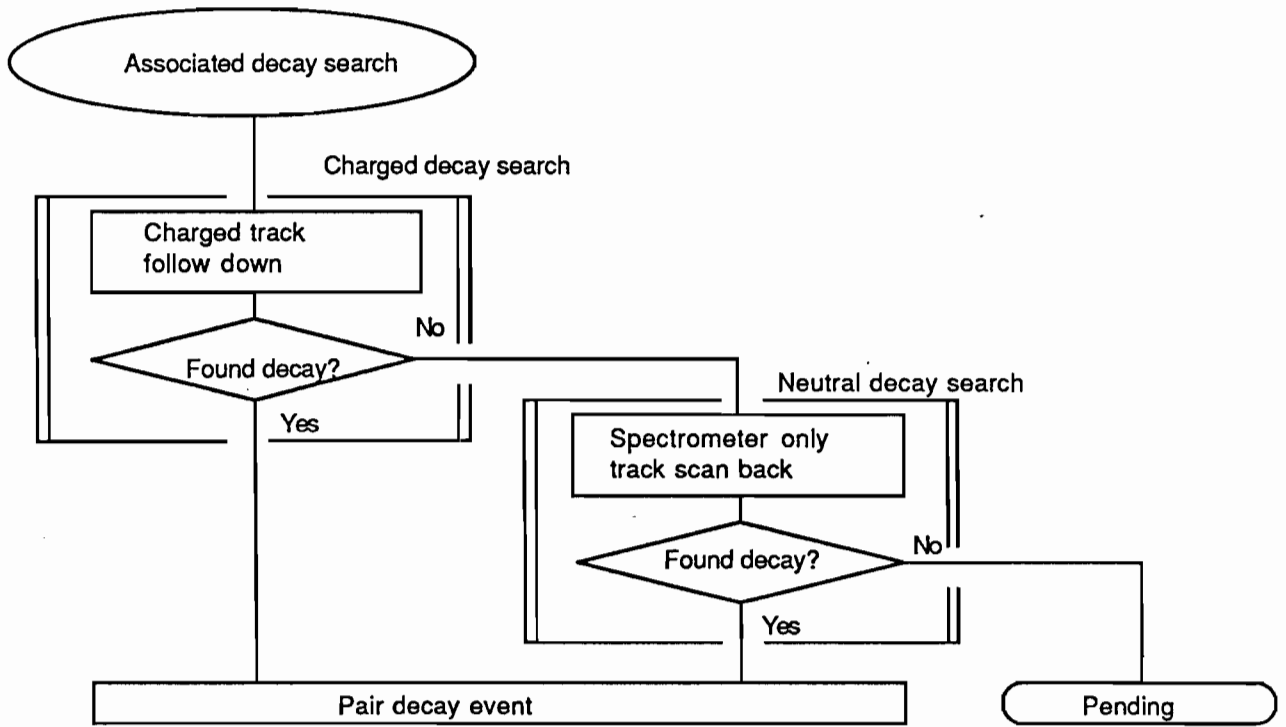 Associated decay search
Charged decay search
Charged track
follow down
No
Found decay?
Yes
Neutral decay search
Spectrometer only
track scan back
No
Found decay?
Yes
Pair decay event
Pending